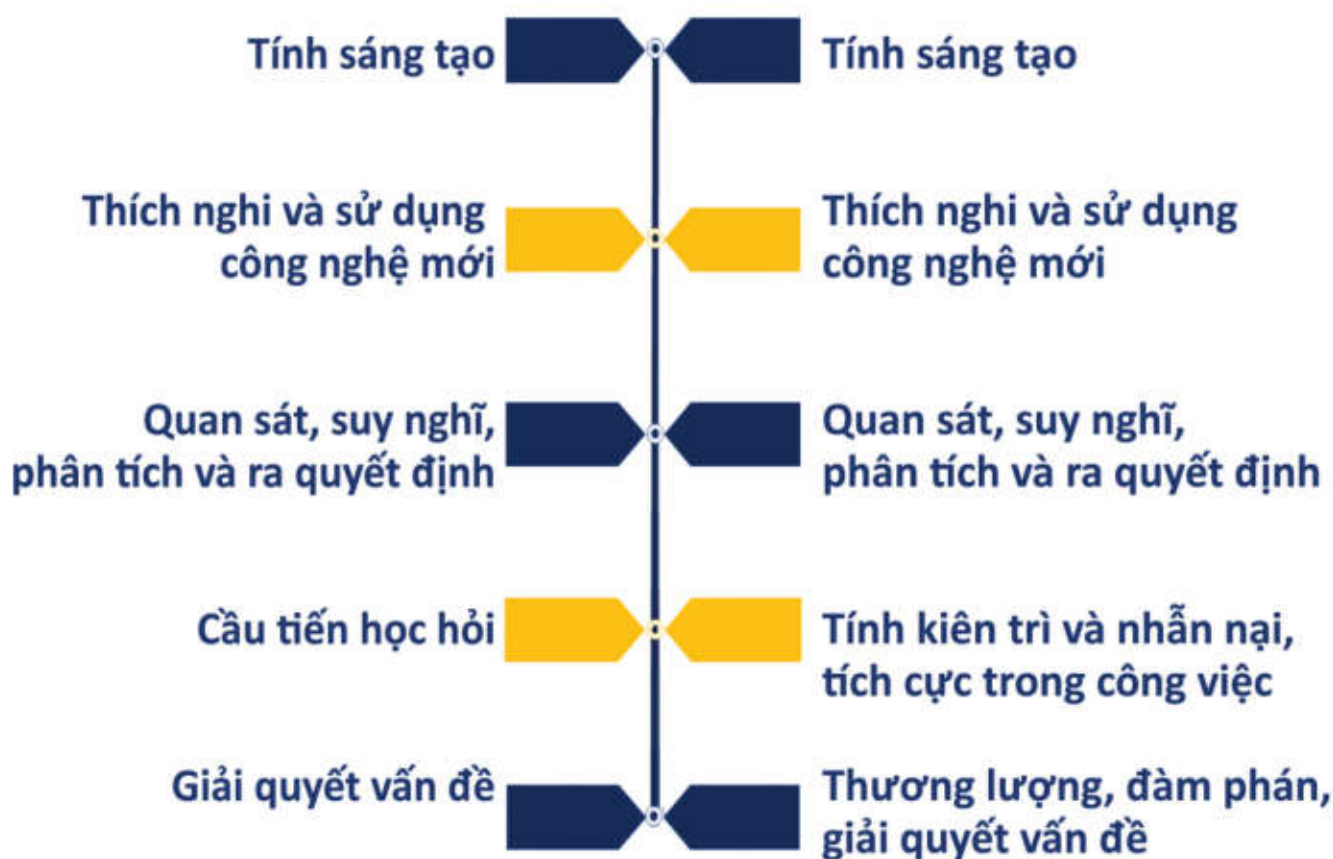 Tính sáng tạo
Tính sáng tạo
Thích nghi và sử dụng
công nghệ mới
Thích nghi và sử dụng
công nghệ mới
Quan sát, suy nghĩ,
phân tích và ra quyết định
Quan sát, suy nghĩ,
phân tích và ra quyết định
Cầu tiến học hỏi
Tính kiên trì và nhẫn nại,
tích cực trong công việc
Giải quyết vấn đề
Thương lượng, đàm phán,
giải quyết vấn đề